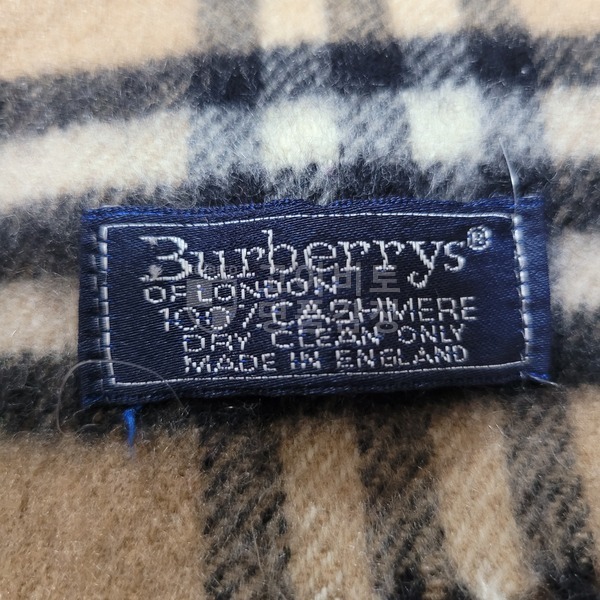 Burberrys®
OF LONDON
100% CASHMERE
DRY CLEAN ONLY
MADE IN ENGLAND